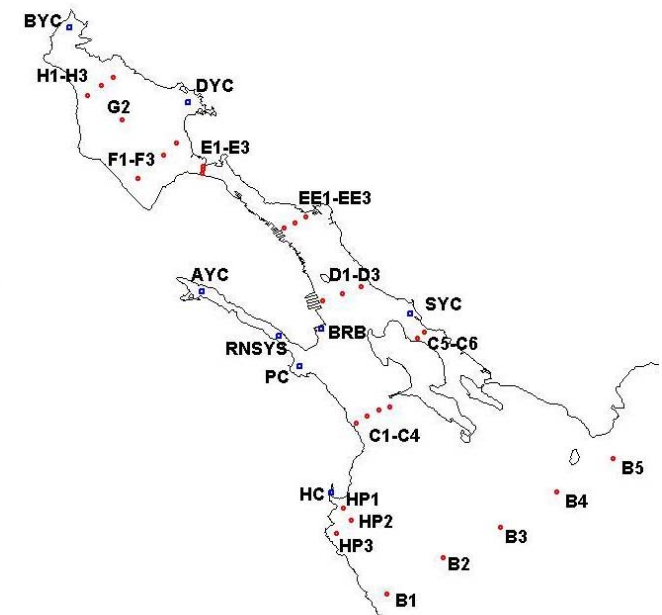 BYC
H1-H3
DYC
G2
E1-E3
F1-F3
EE1-EE3
AYC
D1-D3
SYC
BRB
RNSYS
C5-C6
PC
C1-C4
B5
HC
HP1
B4
HP2
B3
HP3
B2
B1